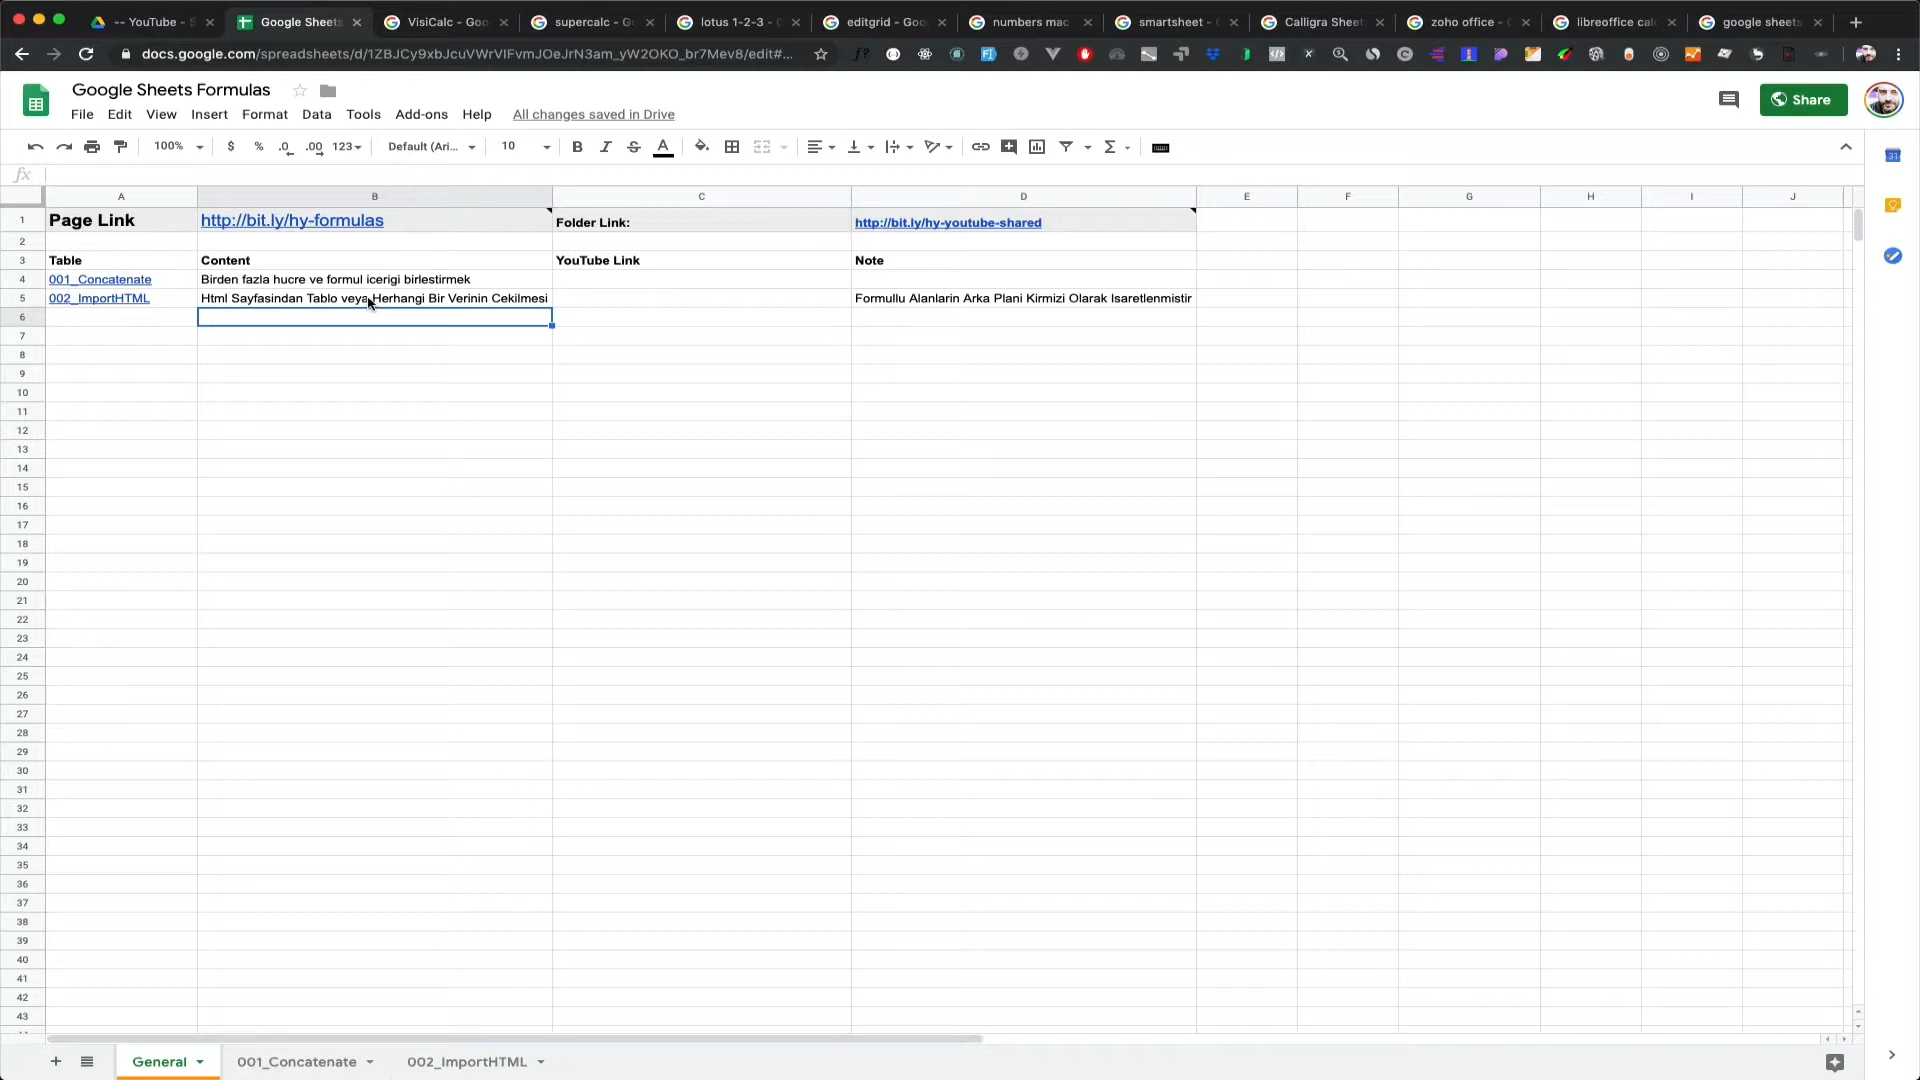 -- YouTube - S
Google Sheets
VisiCalc - Goo
supercalc - Go
lotus 1-2-3 - G
editgrid - Goo
numbers mac
smartsheet - 
Calligra Sheet
zoho office - 
libreoffice cal
google sheets
docs.google.com/spreadsheets/d/1ZBJCy9xbJcuVWrVIFvmJOeJrN3am_yW2OKO_br7Mev8/edit#...
Google Sheets Formulas
Share
File Edit View Insert Format Data Tools Add-ons Help All changes saved in Drive
100% $ % .0 .00 123 Default (Ari... 10 B I S A Σ
fx
A B C D E F G H I J
1 Page Link http://bit.ly/hy-formulas Folder Link: http://bit.ly/hy-youtube-shared
2
3 Table Content YouTube Link Note
4 001_Concatenate Birden fazla hucre ve formul icerigi birlestirmek
5 002_ImportHTML Html Sayfasindan Tablo veya Herhangi Bir Verinin Cekilmesi Formullu Alanlarin Arka Plani Kirmizi Olarak Isaretlenmistir
6
7
8
9
10
11
12
13
14
15
16
17
18
19
20
21
22
23
24
25
26
27
28
29
30
31
32
33
34
35
36
37
38
39
40
41
42
43
General 001_Concatenate 002_ImportHTML